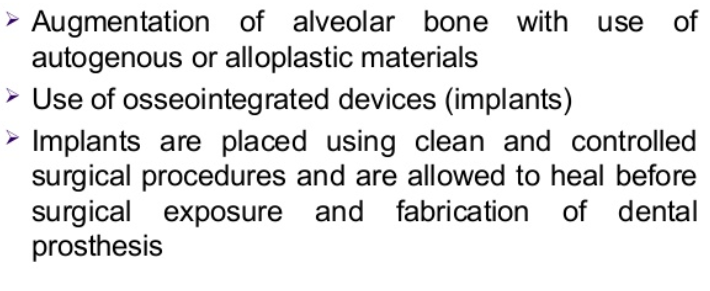 ➢ Augmentation of alveolar bone with use of
autogenous or alloplastic materials
➢ Use of osseointegrated devices (implants)
➢ Implants are placed using clean and controlled
surgical procedures and are allowed to heal before
surgical exposure and fabrication of dental
prosthesis